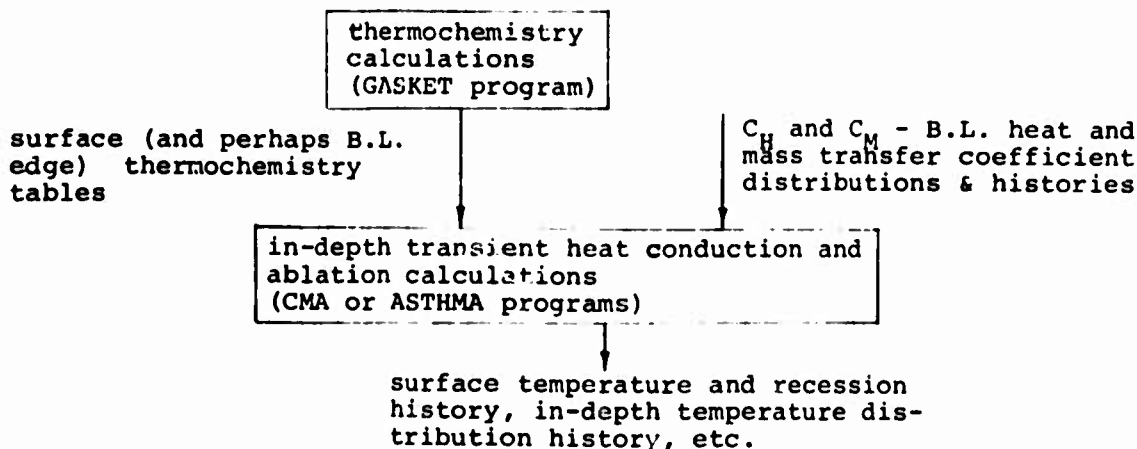 thermochemistry
calculations
(GASKET program)
surface (and perhaps B.L.
edge) thermochemistry
tables
C_H and C_M - B.L. heat and
mass transfer coefficient
distributions & histories
in-depth transient heat conduction and
ablation calculations
(CMA or ASTHMA programs)
surface temperature and recession
history, in-depth temperature dis-
tribution history, etc.